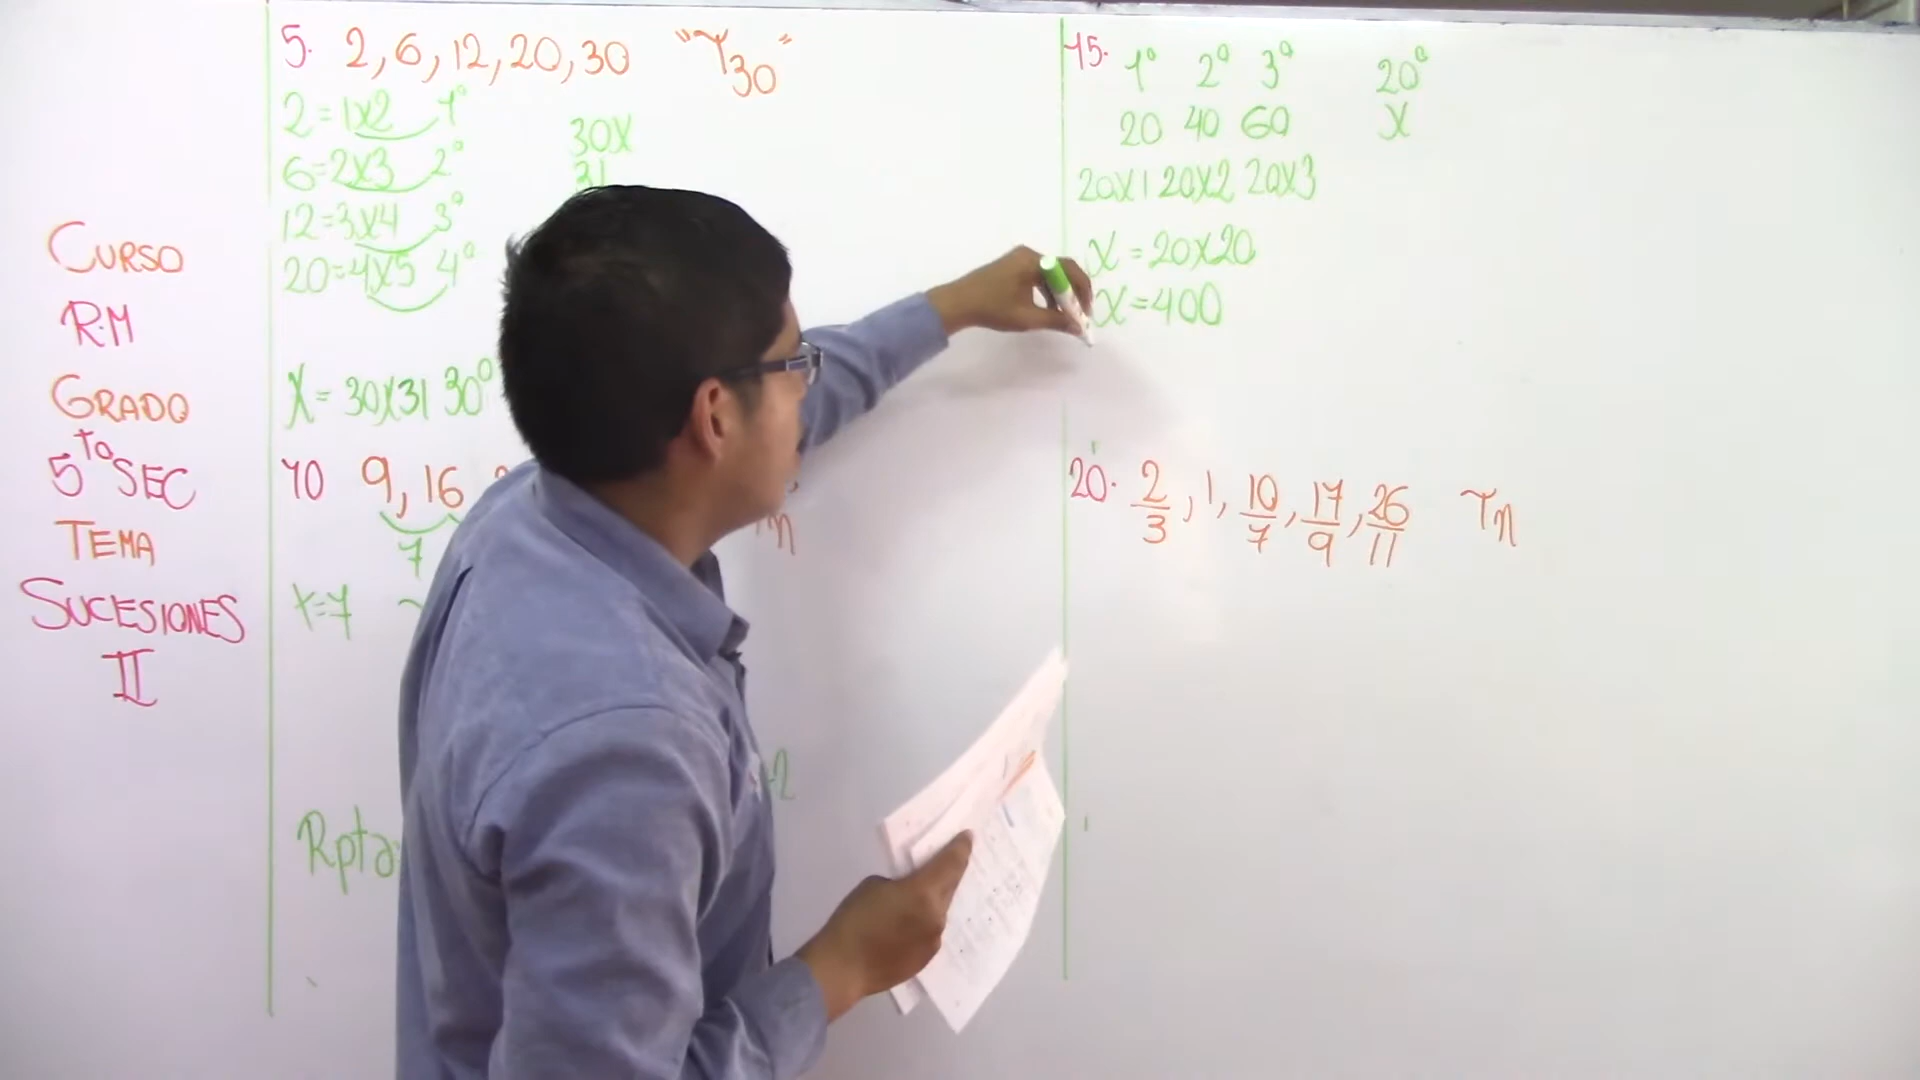 CURSO
R.M
GRADO
5to SEC
TEMA
SUCESIONES
II
5. 2, 6, 12, 20, 30 "T30"
2=1x2 1°
6=2x3 2°
12=3x4 3°
20=4x5 4°
30x
31
X=30x31 30°
10 9, 16
7
r=7
Rpta:
n
+2
15. 1° 2° 3° 20°
20 40 60 x
20x1 20x2 20x3
x=20x20
x=400
20. 2/3, 1, 10/7, 17/9, 26/11 Tn